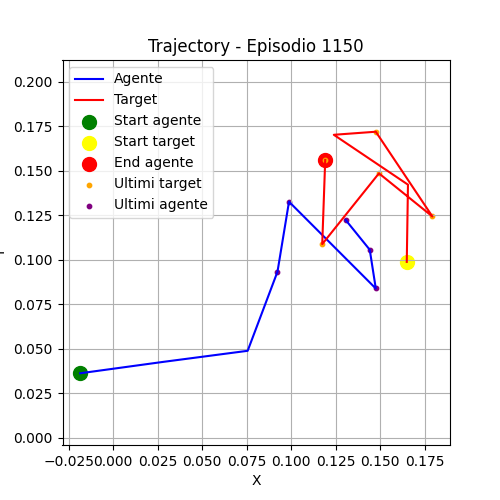 Trajectory - Episodio 1150
Agente
Target
Start agente
Start target
End agente
Ultimi target
Ultimi agente
0.200
0.175
0.150
0.125
0.100
0.075
0.050
0.025
0.000
−0.025 0.000 0.025 0.050 0.075 0.100 0.125 0.150 0.175
X